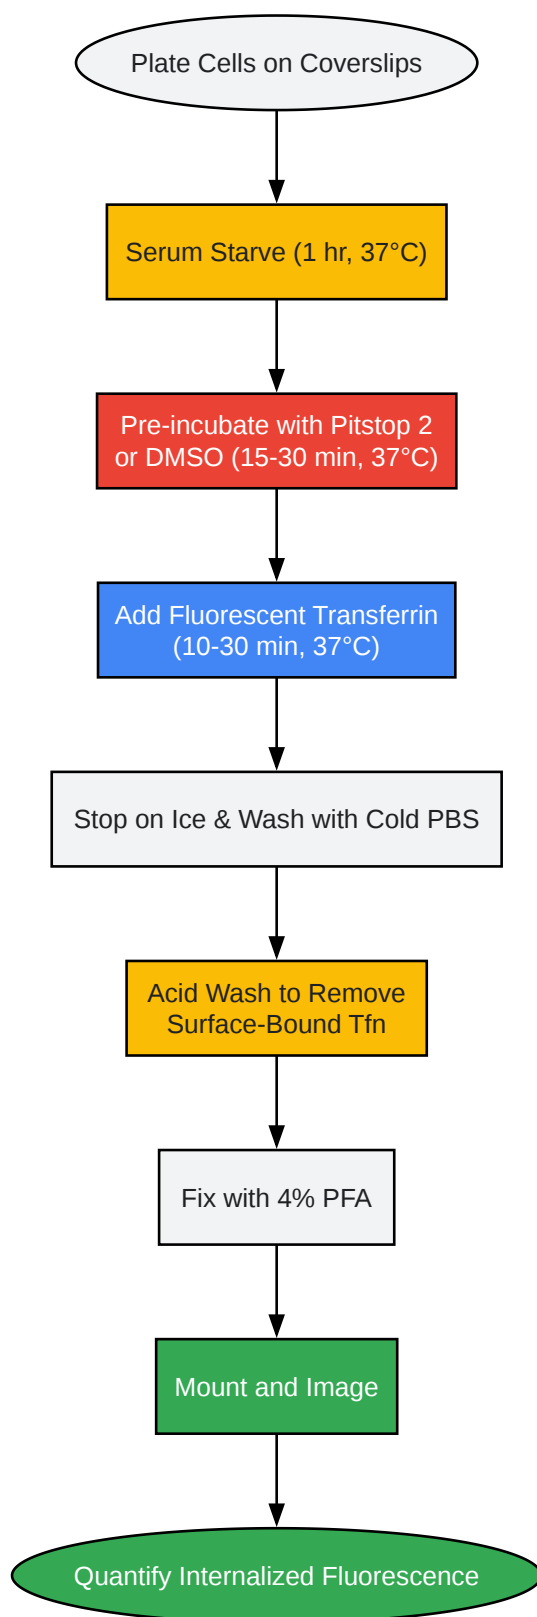 Plate Cells on Coverslips
Serum Starve (1 hr, 37°C)
Pre-incubate with Pitstop 2
or DMSO (15-30 min, 37°C)
Add Fluorescent Transferrin
(10-30 min, 37°C)
Stop on Ice & Wash with Cold PBS
Acid Wash to Remove
Surface-Bound Tfn
Fix with 4% PFA
Mount and Image
Quantify Internalized Fluorescence